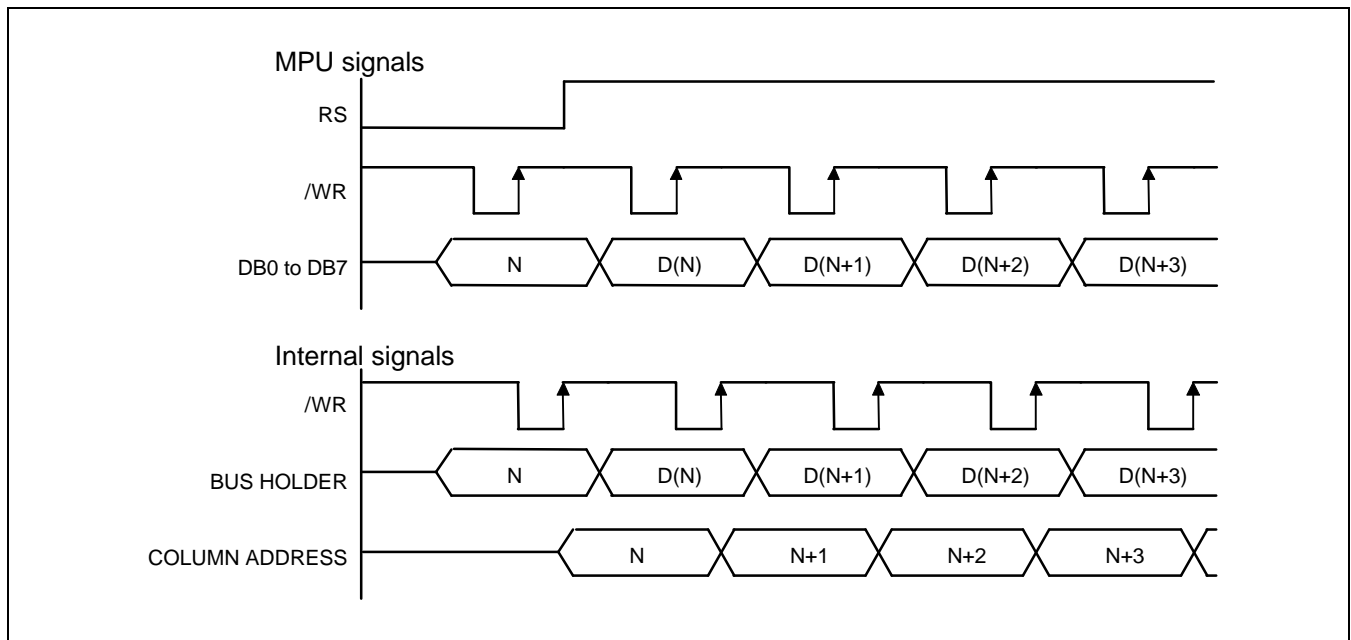 MPU signals
RS
/WR
DB0 to DB7
N D(N) D(N+1) D(N+2) D(N+3)
Internal signals
/WR
BUS HOLDER
N D(N) D(N+1) D(N+2) D(N+3)
COLUMN ADDRESS
N N+1 N+2 N+3